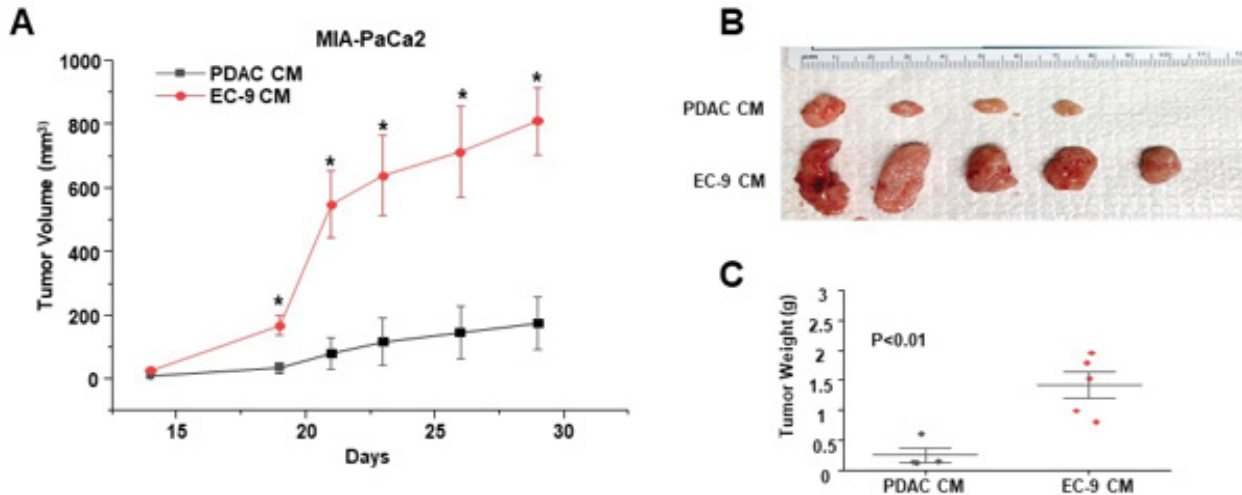 A
MIA-PaCa2
PDAC CM
EC-9 CM
Tumor Volume (mm³)
1000
800
600
400
200
0
* * * * *
15 20 25 30
Days
B
PDAC CM
EC-9 CM
C
Tumor Weight (g)
3
2.5
2
1.5
1
0.5
0
P<0.01
PDAC CM EC-9 CM